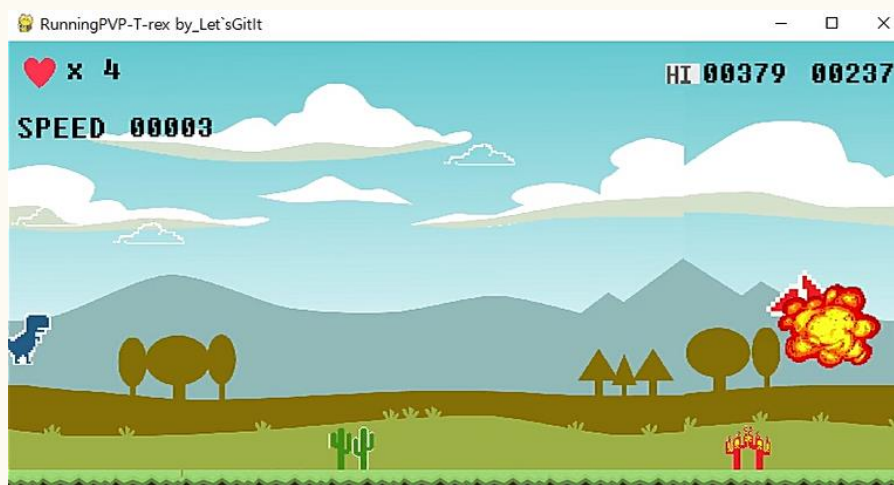 RunningPVP-T-rex by_Let`sGitIt
x 4
HI 00379 00237
SPEED 00003